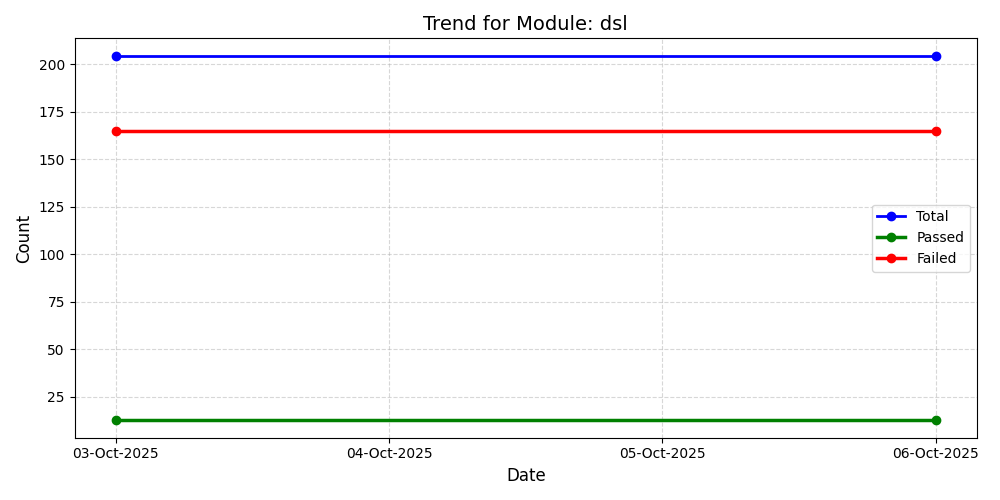 Trend for Module: dsl
Count
200
175
150
125
100
75
50
25
Total
Passed
Failed
03-Oct-2025
04-Oct-2025
05-Oct-2025
06-Oct-2025
Date